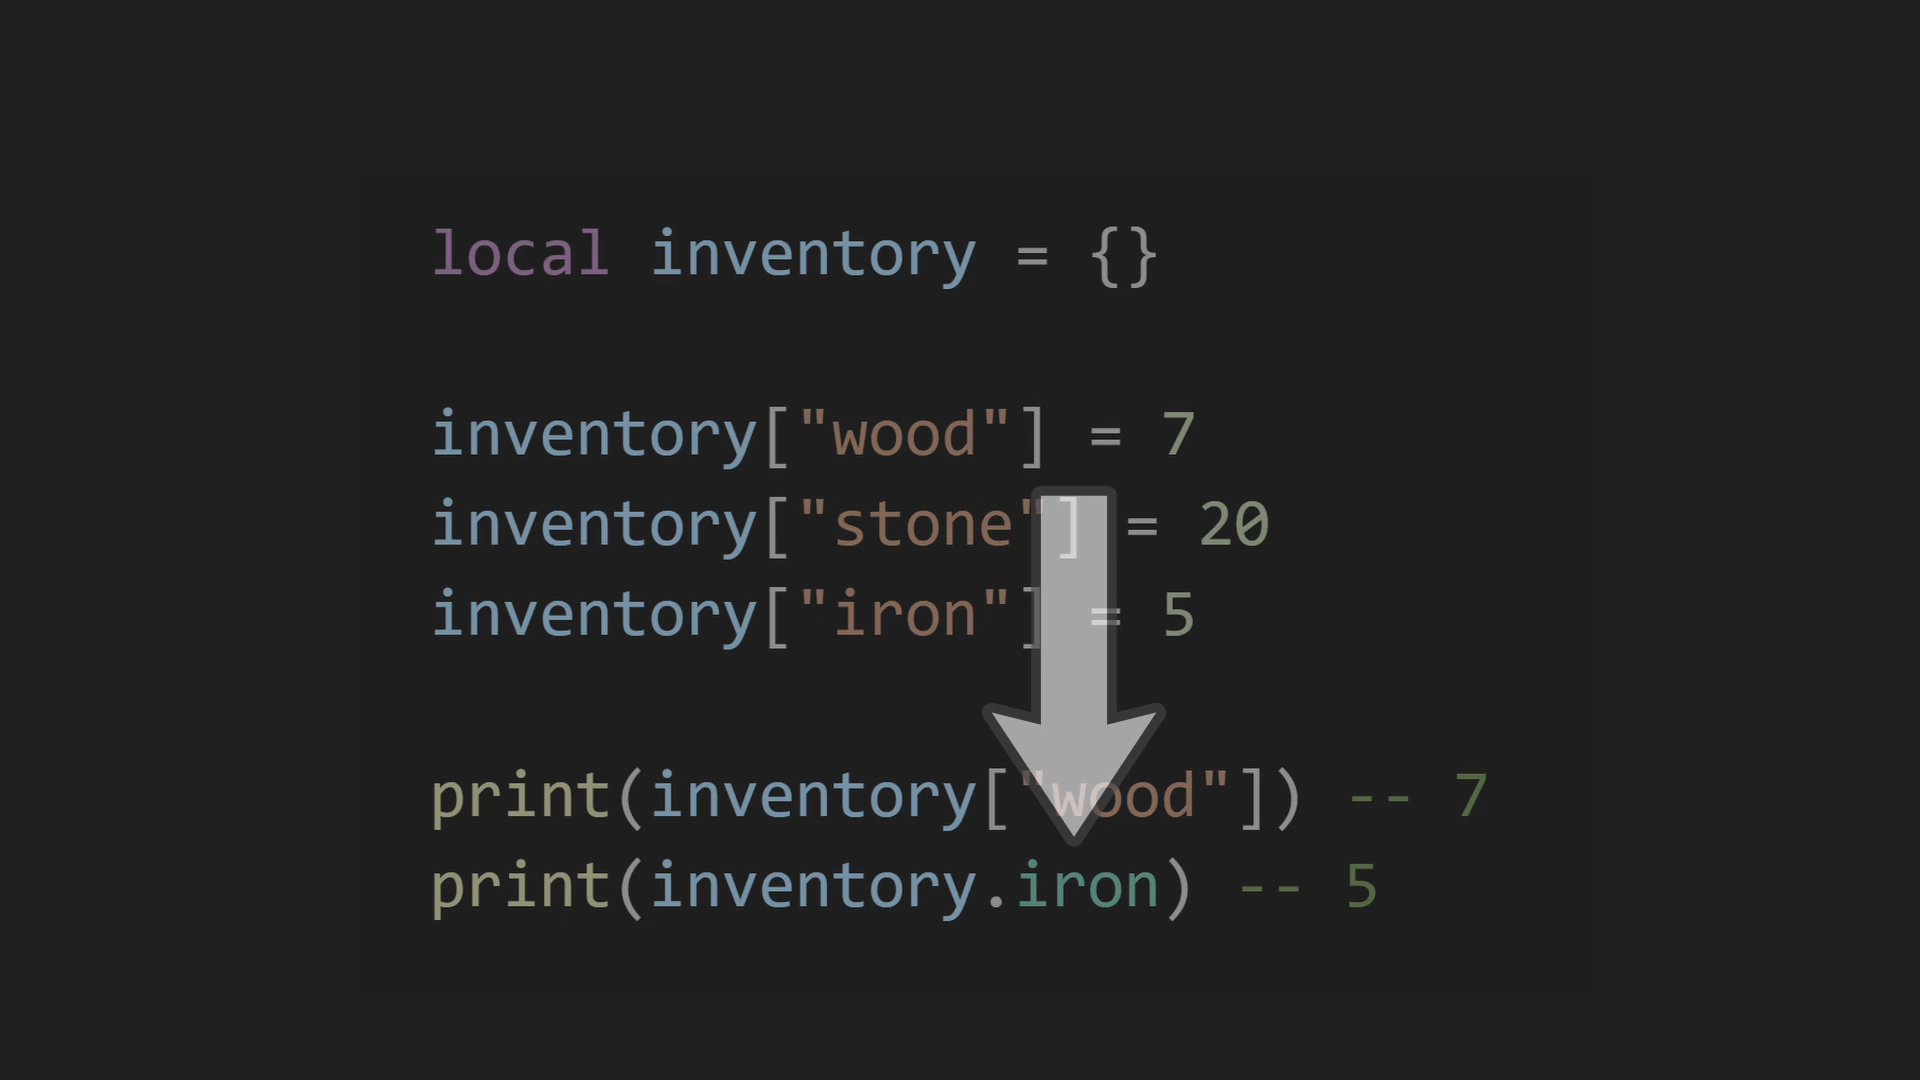 local inventory = {}
inventory["wood"] = 7
inventory["stone"] = 20
inventory["iron"] = 5
print(inventory["wood"]) -- 7
print(inventory.iron) -- 5